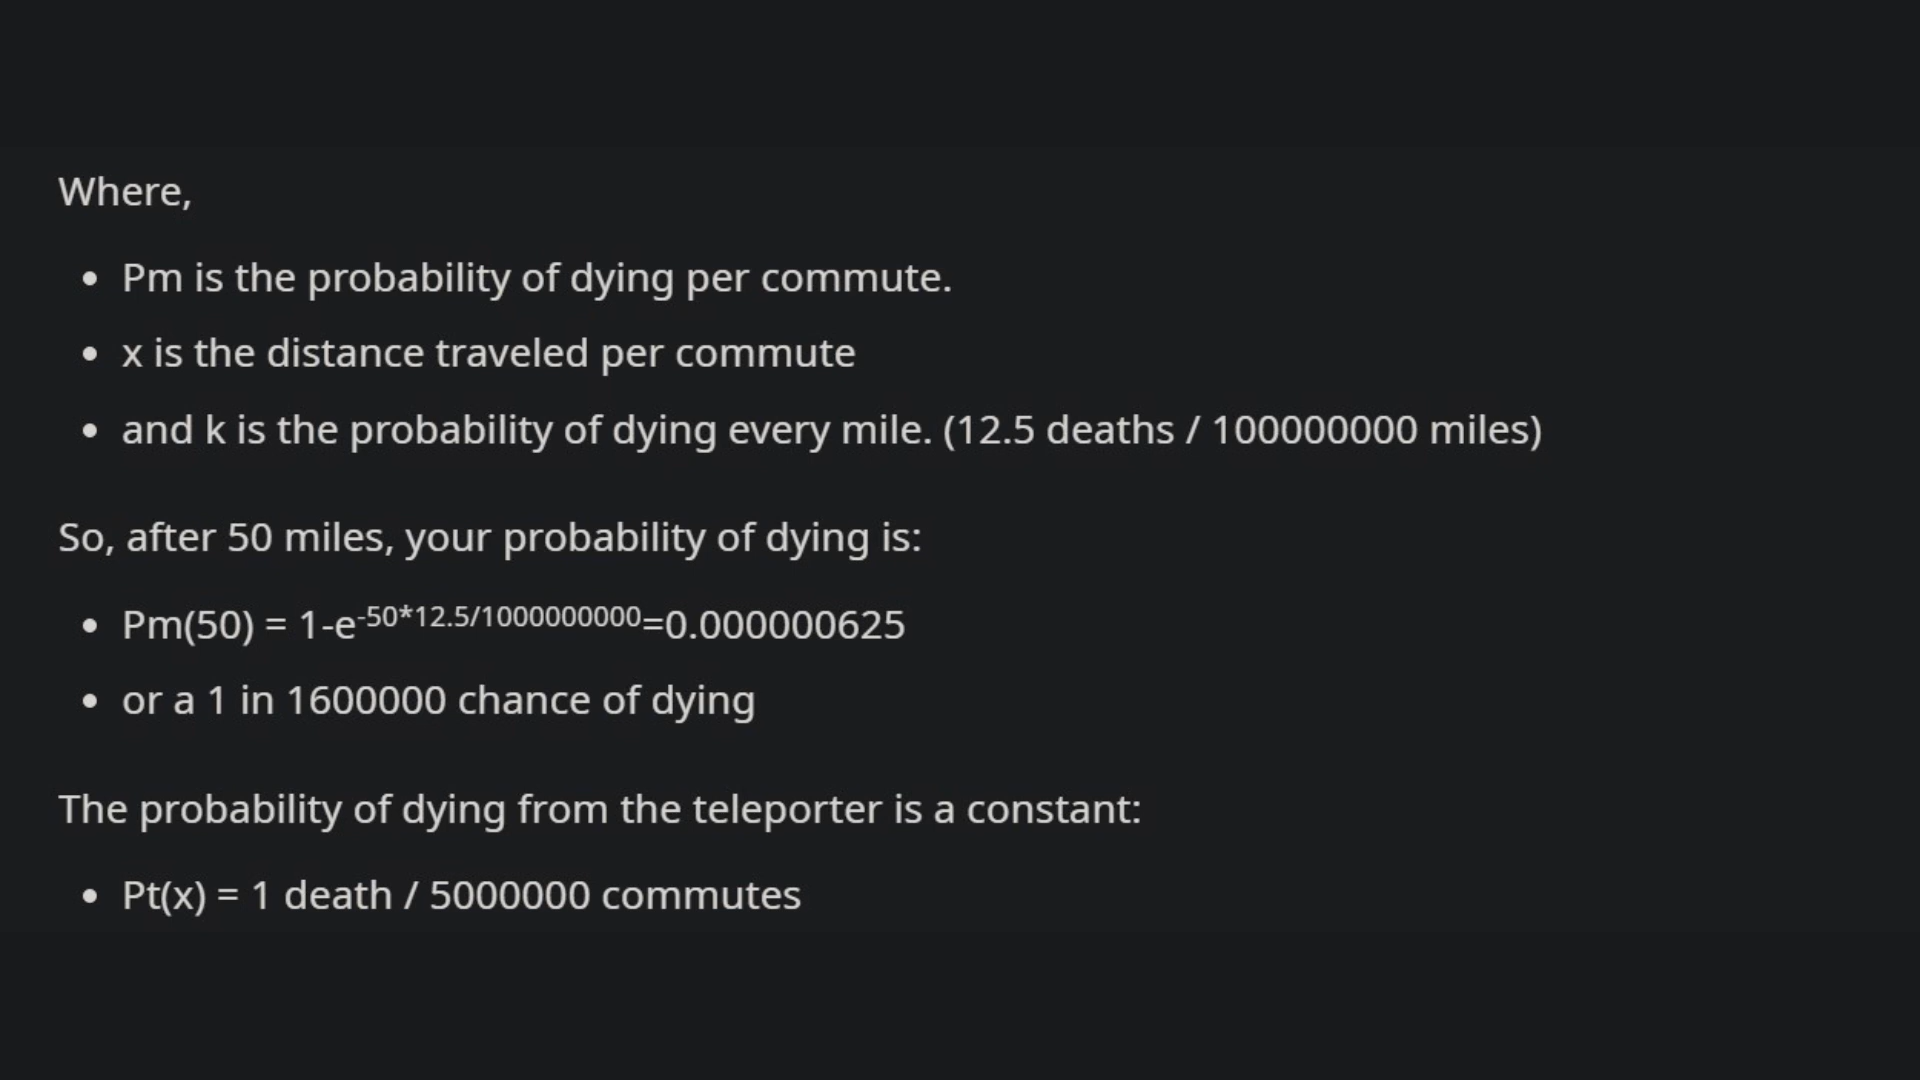 Where,
• Pm is the probability of dying per commute.
• x is the distance traveled per commute
• and k is the probability of dying every mile. (12.5 deaths / 100000000 miles)
So, after 50 miles, your probability of dying is:
• Pm(50) = 1-e^-50*12.5/1000000000=0.000000625
• or a 1 in 1600000 chance of dying
The probability of dying from the teleporter is a constant:
• Pt(x) = 1 death / 5000000 commutes